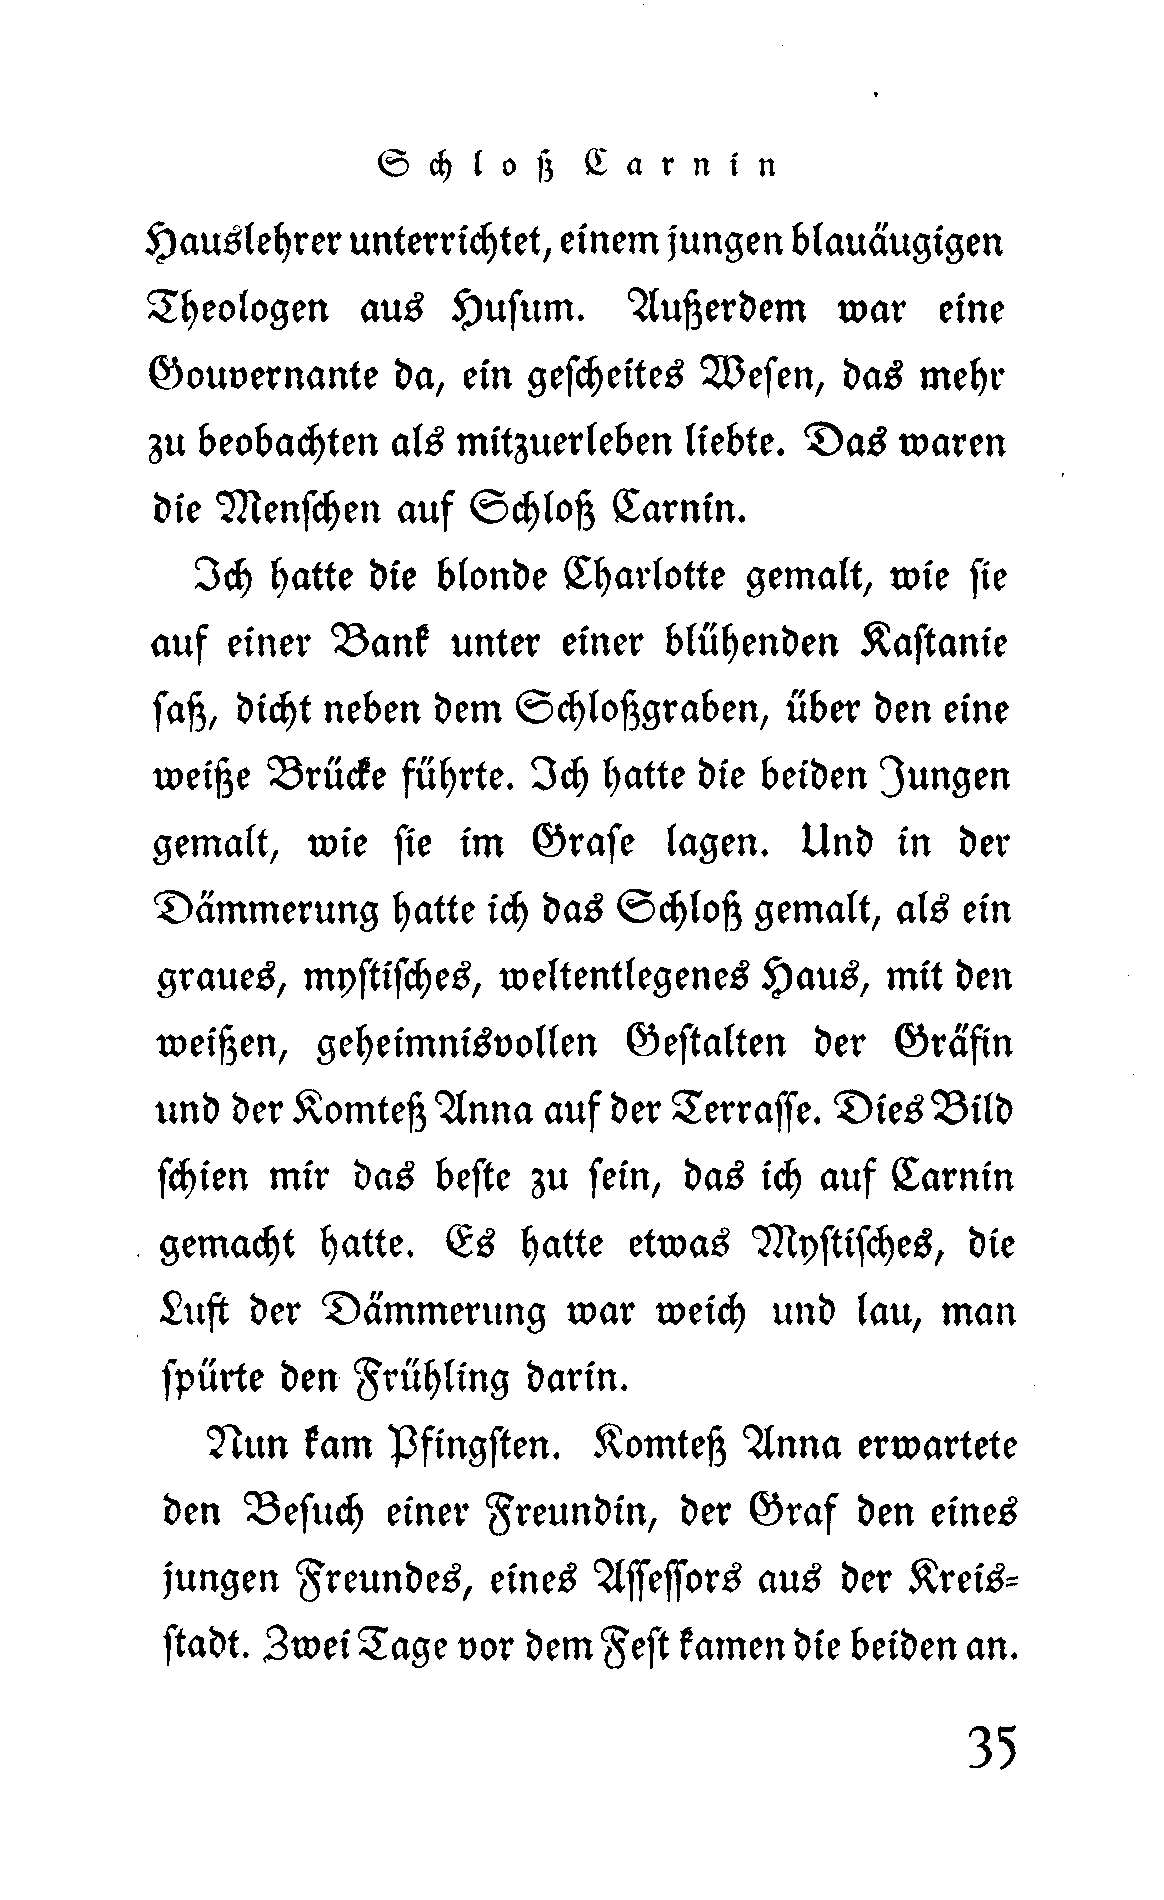 Schloß Carnin
Hauslehrer unterrichtet, einem jungen blauäugigen
Theologen aus Husum. Außerdem war eine
Gouvernante da, ein gescheites Wesen, das mehr
zu beobachten als mitzuerleben liebte. Das waren
die Menschen auf Schloß Carnin.
Ich hatte die blonde Charlotte gemalt, wie sie
auf einer Bank unter einer blühenden Kastanie
saß, dicht neben dem Schloßgraben, über den eine
weiße Brücke führte. Ich hatte die beiden Jungen
gemalt, wie sie im Grase lagen. Und in der
Dämmerung hatte ich das Schloß gemalt, als ein
graues, mystisches, weltentlegenes Haus, mit den
weißen, geheimnisvollen Gestalten der Gräfin
und der Komteß Anna auf der Terrasse. Dies Bild
schien mir das beste zu sein, das ich auf Carnin
gemacht hatte. Es hatte etwas Mystisches, die
Luft der Dämmerung war weich und lau, man
spürte den Frühling darin.
Nun kam Pfingsten. Komteß Anna erwartete
den Besuch einer Freundin, der Graf den eines
jungen Freundes, eines Assessors aus der Kreis-
stadt. Zwei Tage vor dem Fest kamen die beiden an.
35